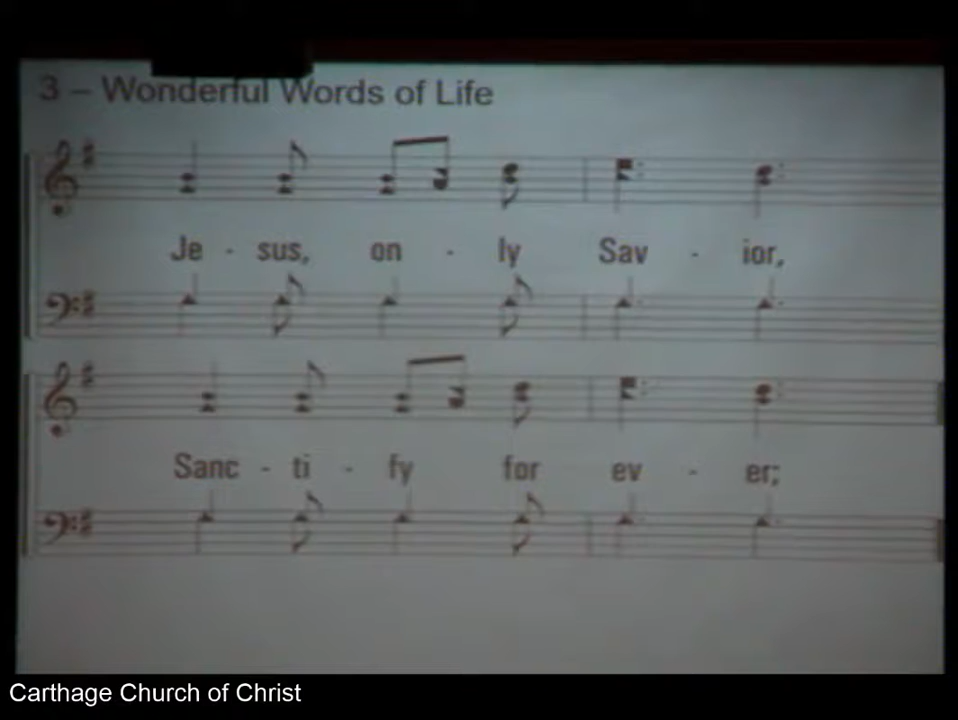 3 – Wonderful Words of Life
Je - sus, on - ly Sav - ior,
Sanc - ti - fy for ev - er;
Carthage Church of Christ